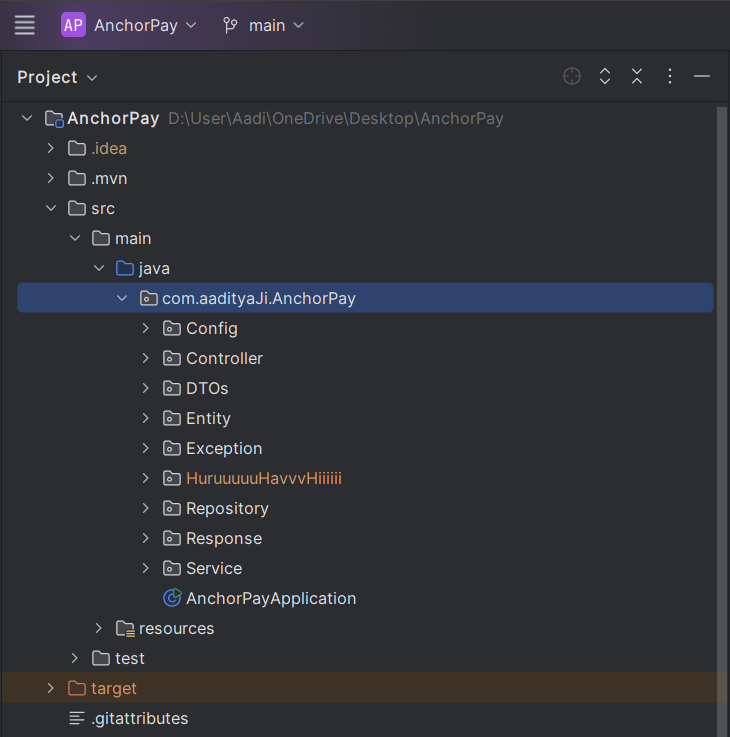 AP AnchorPay main
Project
AnchorPay D:\User\Aadi\OneDrive\Desktop\AnchorPay
.idea
.mvn
src
main
java
com.aadityaJi.AnchorPay
Config
Controller
DTOs
Entity
Exception
HuruuuuuHavvvHiiiiii
Repository
Response
Service
AnchorPayApplication
resources
test
target
.gitattributes